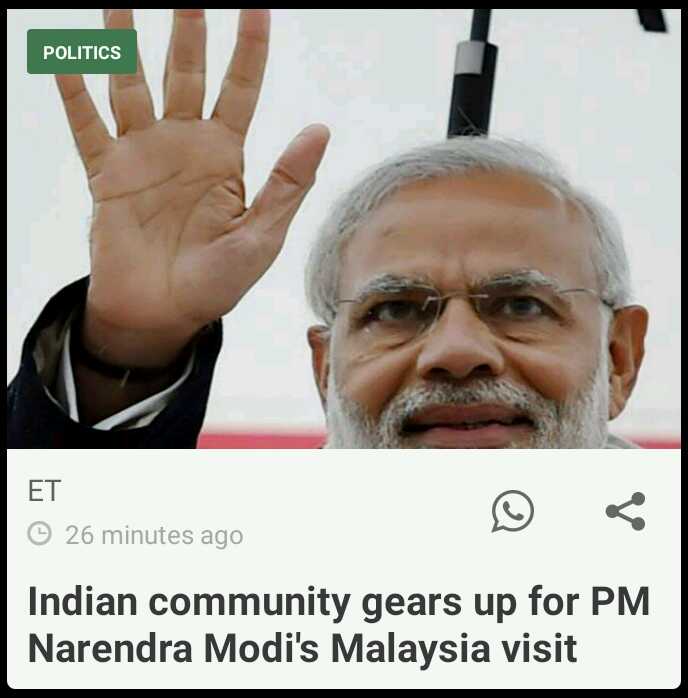 POLITICS
ET
26 minutes ago
Indian community gears up for PM
Narendra Modi's Malaysia visit